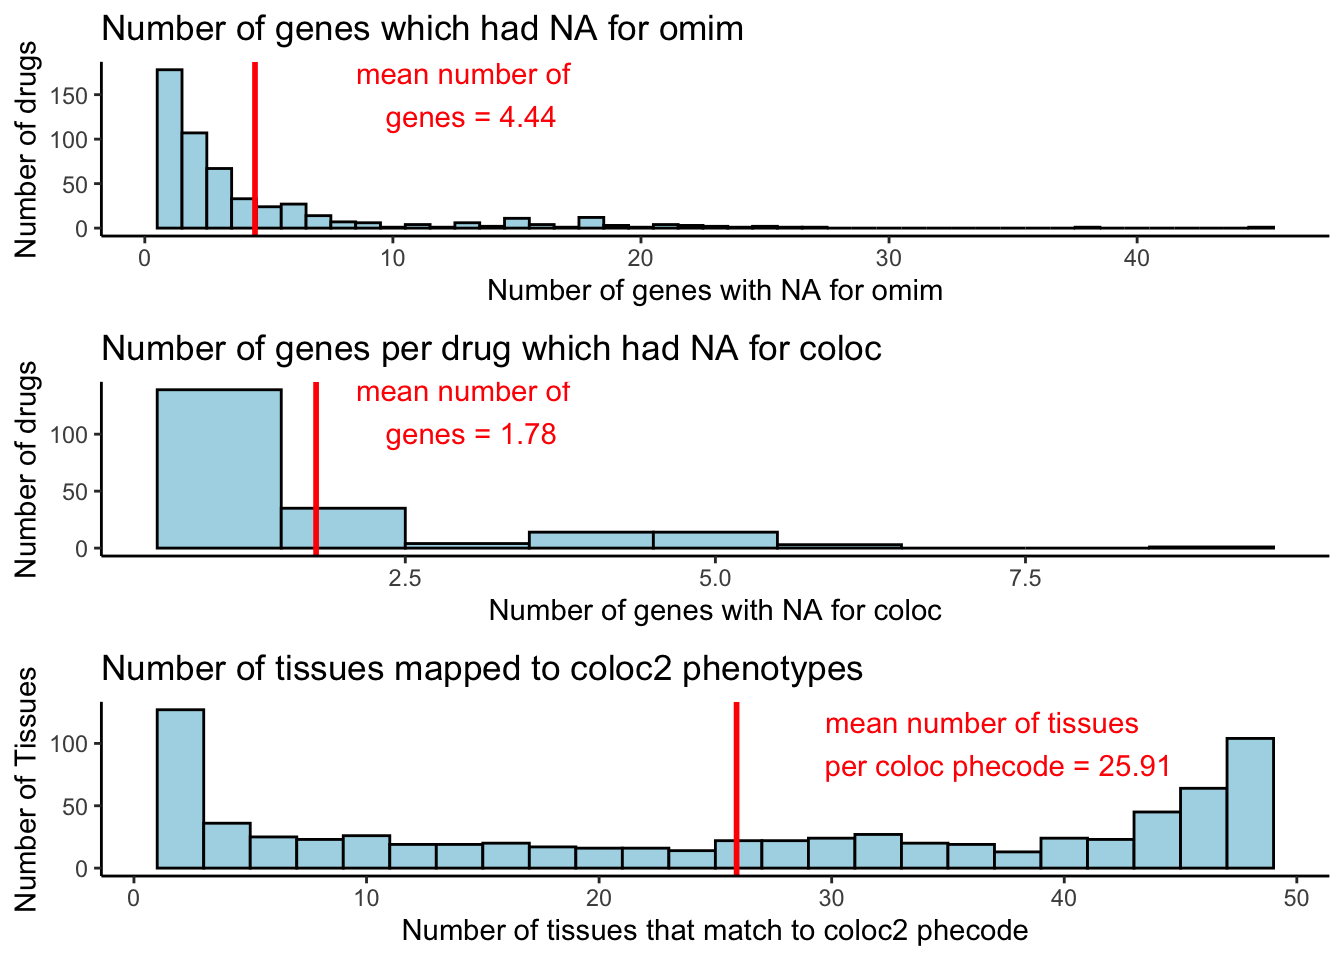 Number of genes which had NA for omim
mean number of
genes = 4.44
Number of drugs
150
100
50
0
0 10 20 30 40
Number of genes with NA for omim
Number of genes per drug which had NA for coloc
mean number of
genes = 1.78
Number of drugs
100
50
0
2.5 5.0 7.5
Number of genes with NA for coloc
Number of tissues mapped to coloc2 phenotypes
mean number of tissues
per coloc phecode = 25.91
Number of Tissues
100
50
0
0 10 20 30 40 50
Number of tissues that match to coloc2 phecode